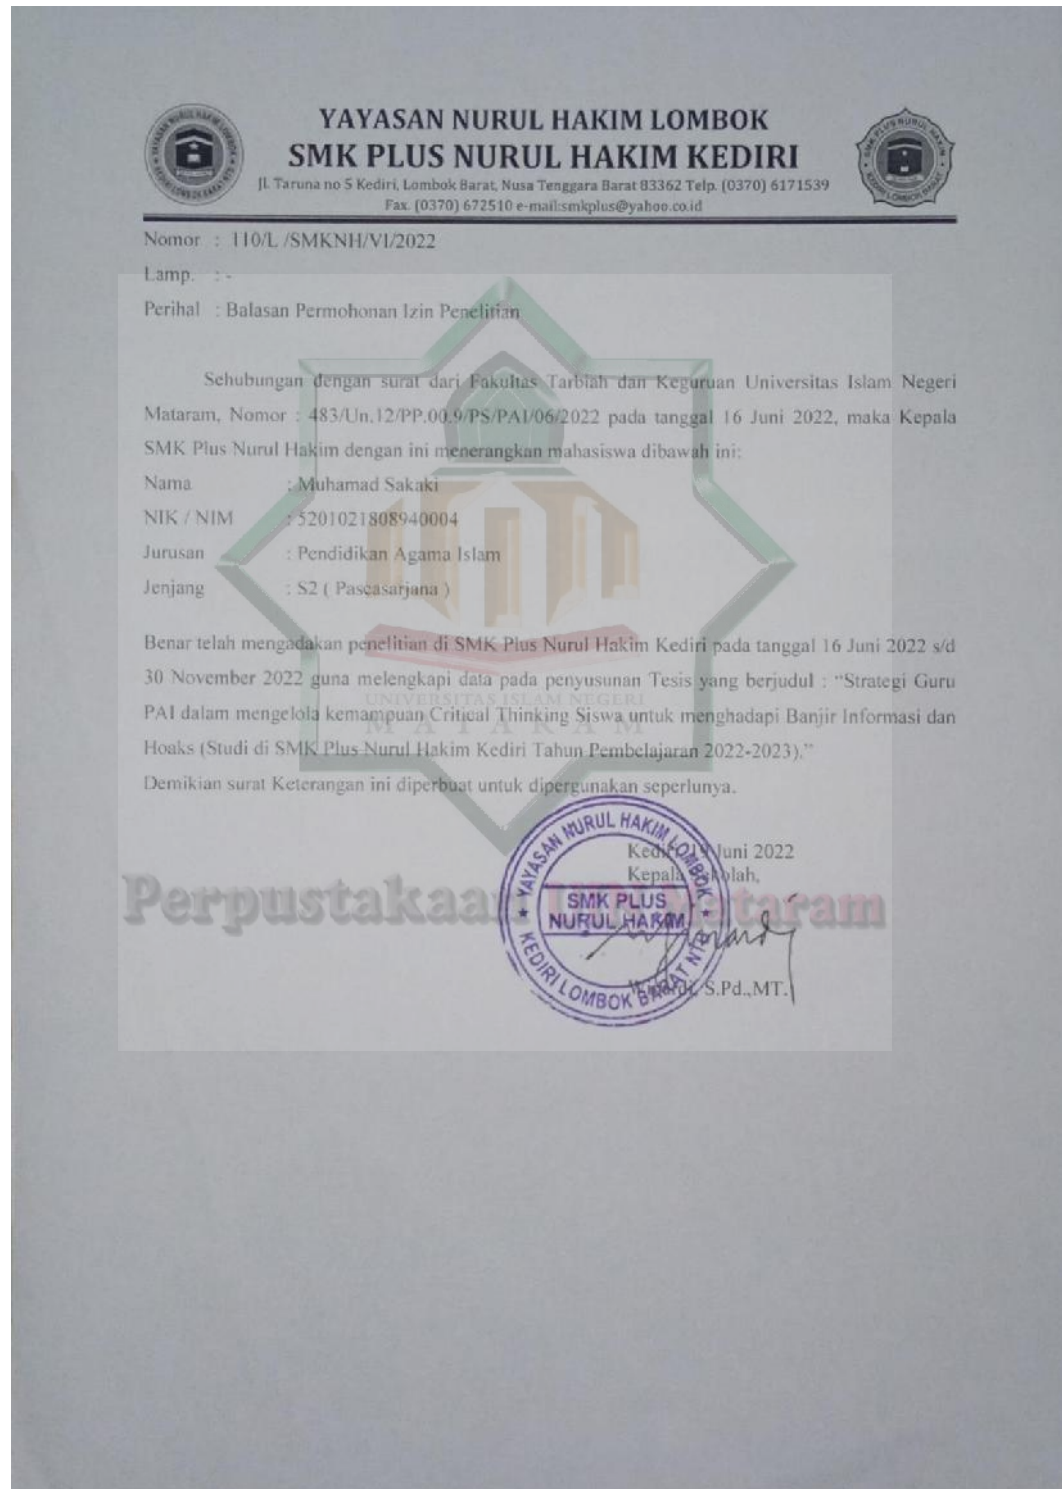 YAYASAN NURUL HAKIM LOMBOK
SMK PLUS NURUL HAKIM KEDIRI
Jl. Taruna no 5 Kediri, Lombok Barat, Nusa Tenggara Barat 83362 Telp. (0370) 6171539
Fax. (0370) 672510 e-mail:smkplus@yahoo.co.id
Nomor : 110/L /SMKNH/VI/2022
Lamp. : -
Perihal : Balasan Permohonan Izin Penelitian
Sehubungan dengan surat dari Fakultas Tarbiah dan Keguruan Universitas Islam Negeri
Mataram, Nomor : 483/Un.12/PP.00.9/PS/PAI/06/2022 pada tanggal 16 Juni 2022, maka Kepala
SMK Plus Nurul Hakim dengan ini menerangkan mahasiswa dibawah ini:
Nama : Muhamad Sakaki
NIK / NIM : 5201021808940004
Jurusan : Pendidikan Agama Islam
Jenjang : S2 ( Pascasarjana )
Benar telah mengadakan penelitian di SMK Plus Nurul Hakim Kediri pada tanggal 16 Juni 2022 s/d
30 November 2022 guna melengkapi data pada penyusunan Tesis yang berjudul : “Strategi Guru
UNIVERSITAS ISLAM NEGERI
PAI dalam mengelola kemampuan Critical Thinking Siswa untuk menghadapi Banjir Informasi dan
MATARAM
Hoaks (Studi di SMK Plus Nurul Hakim Kediri Tahun Pembelajaran 2022-2023).”
Demikian surat Keterangan ini diperbuat untuk dipergunakan seperlunya.
YAYASAN NURUL HAKIM LOMBOK
Juni 2022
Kepala Sekolah,
Perpustakaan Mataram
SMK PLUS
NURUL HAKIM
KEDIRI LOMBOK BARAT NTB
S.Pd.,MT.